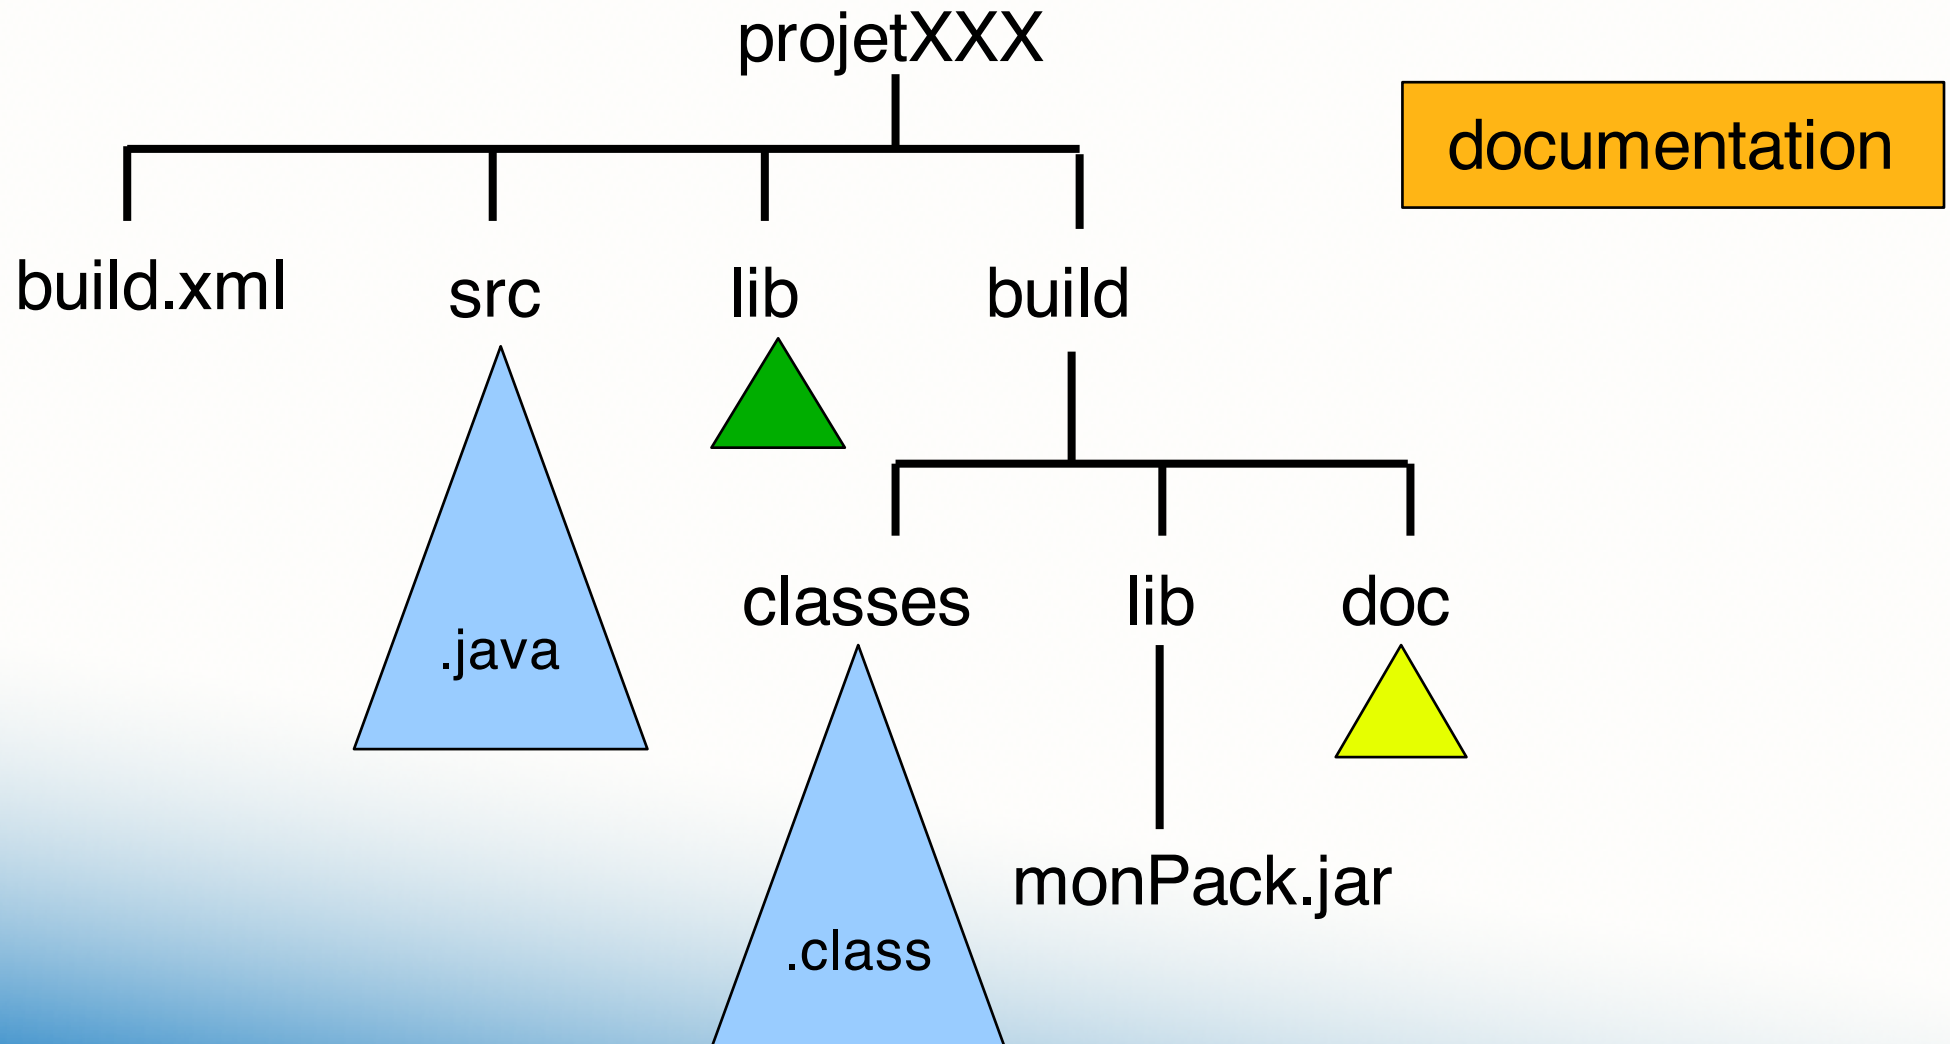 projetXXX
documentation
build.xml
src
lib
build
classes
lib
doc
.java
monPack.jar
.class